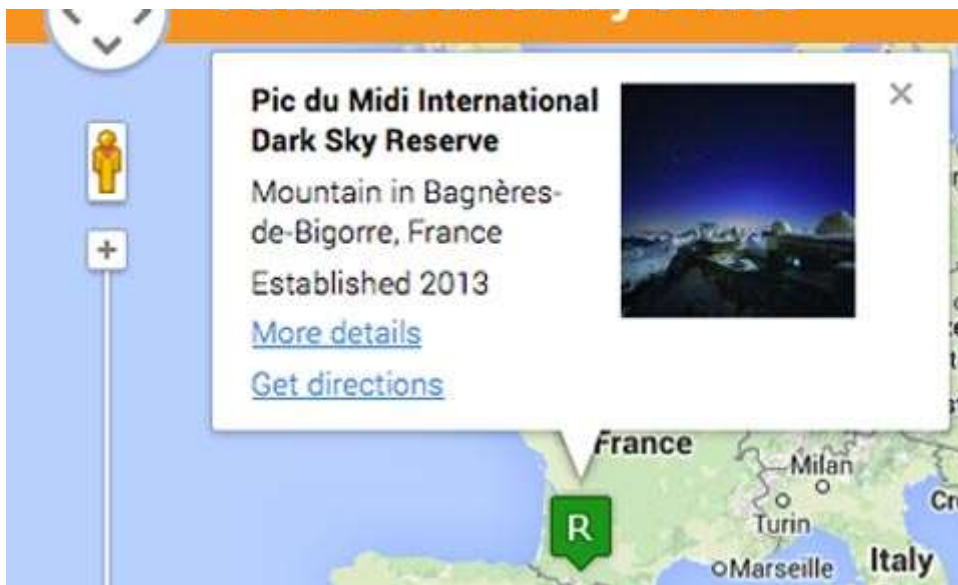 Pic du Midi International
Dark Sky Reserve
Mountain in Bagnères-
de-Bigorre, France
Established 2013
More details
Get directions
France
Milan
Turin
R
Marseille
Italy